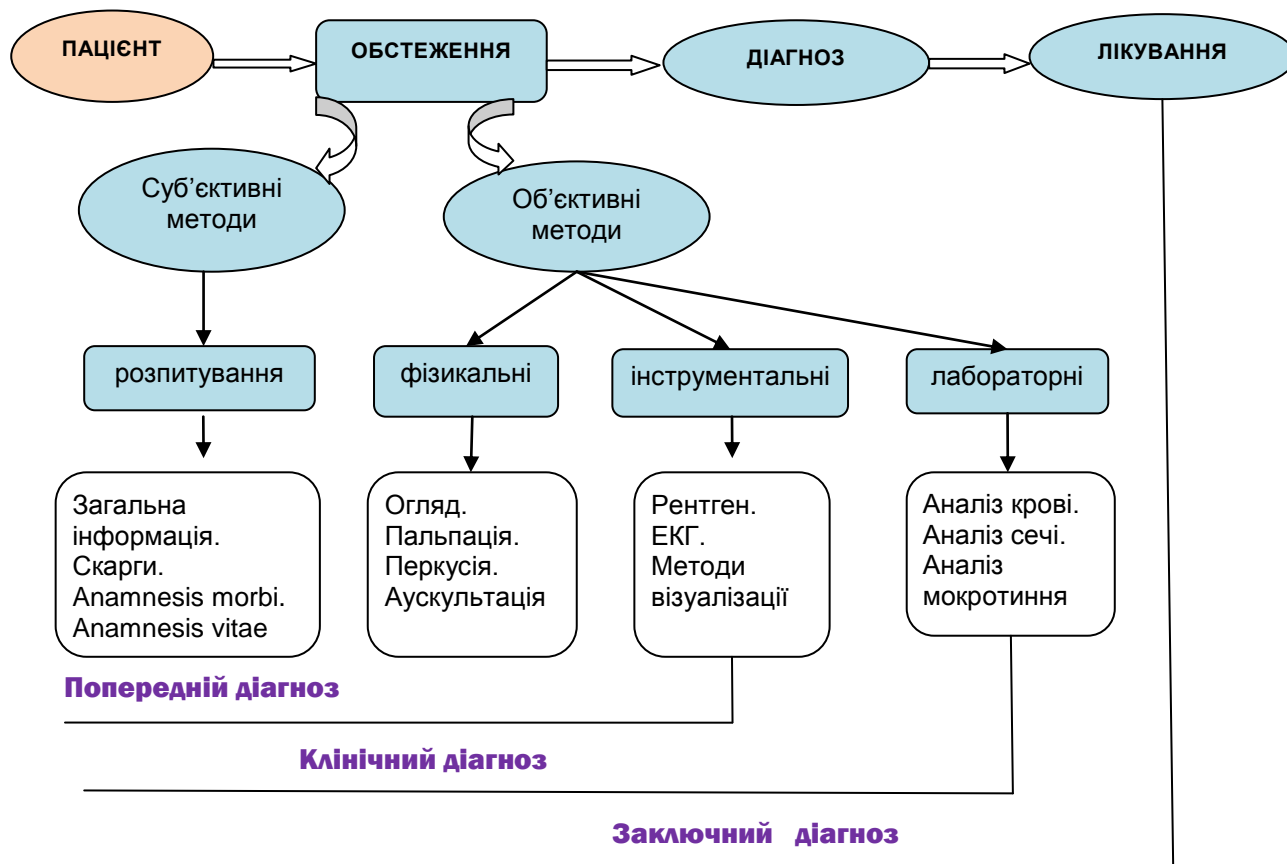 ПАЦІЄНТ
ОБСТЕЖЕННЯ
ДІАГНОЗ
ЛІКУВАННЯ
Суб’єктивні
методи
Об’єктивні
методи
розпитування
фізикальні
інструментальні
лабораторні
Загальна
інформація.
Скарги.
Anamnesis morbi.
Anamnesis vitae
Огляд.
Пальпація.
Перкусія.
Аускультація
Рентген.
ЕКГ.
Методи
візуалізації
Аналіз крові.
Аналіз сечі.
Аналіз
мокротиння
Попередній діагноз
Клінічний діагноз
Заключний діагноз